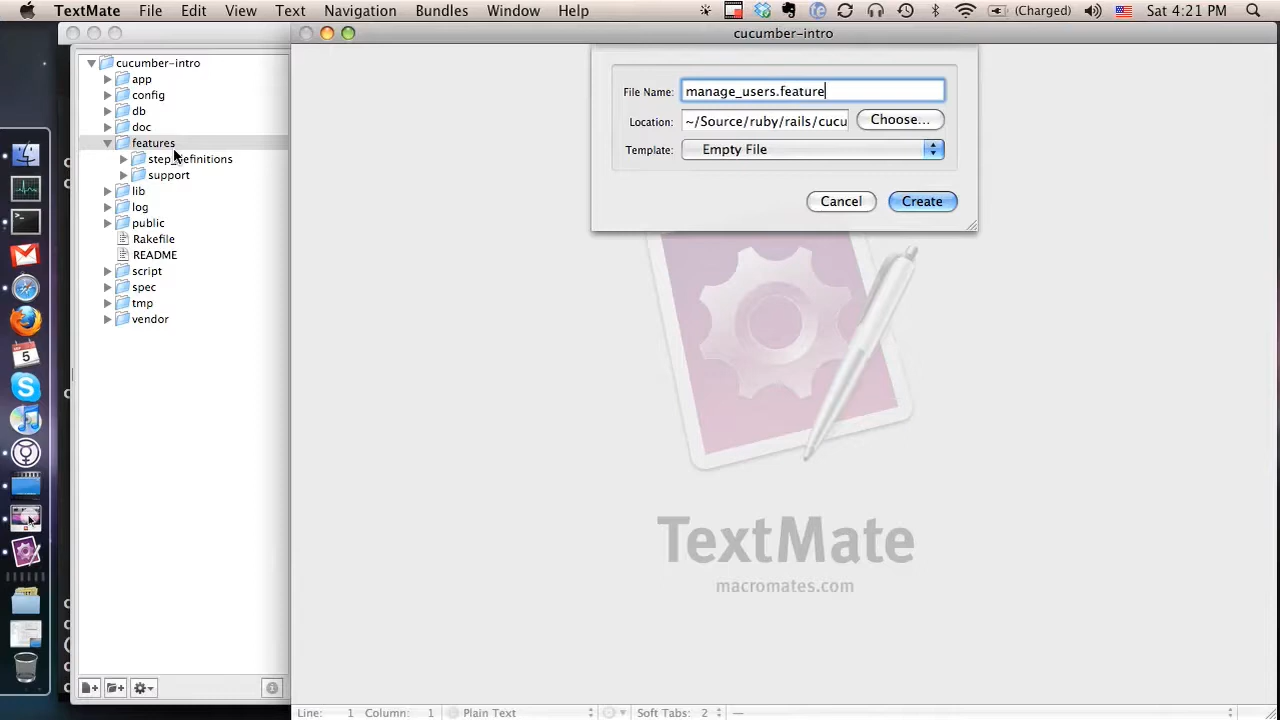 TextMate File Edit View Text Navigation Bundles Window Help (Charged) Sat 4:21 PM
cucumber-intro
cucumber-intro
app
config
db
doc
features
step_definitions
support
lib
log
public
Rakefile
README
script
spec
tmp
vendor
File Name: manage_users.feature
Location: ~/Source/ruby/rails/cucu Choose...
Template: Empty File
Cancel Create
TextMate
macromates.com
Line: 1 Column: 1 Plain Text Soft Tabs: 2 —